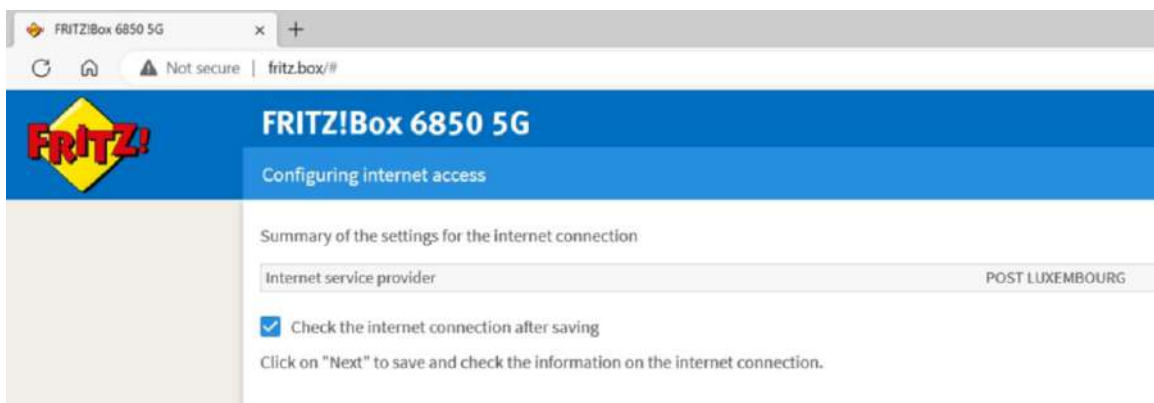 FRITZ!Box 6850 5G
Not secure | fritz.box/#
FRITZ!
FRITZ!Box 6850 5G
Configuring internet access
Summary of the settings for the internet connection
Internet service provider POST LUXEMBOURG
Check the internet connection after saving
Click on "Next" to save and check the information on the internet connection.